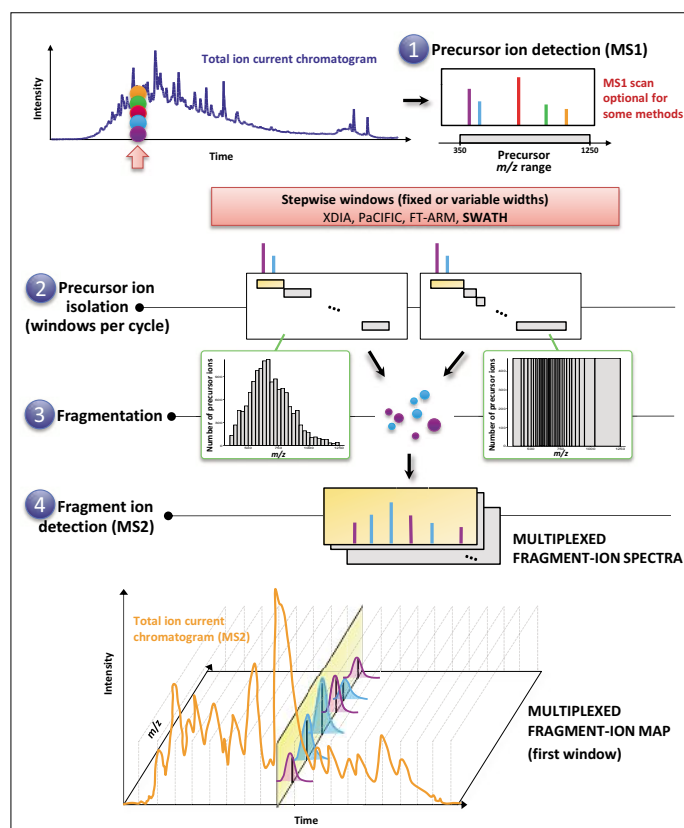 1
Precursor ion detection (MS1)
Total ion current chromatogram
Intensity
Time
MS1 scan
optional for
some methods
350
1250
Precursor
m/z range
Stepwise windows (fixed or variable widths)
XDIA, PaCIFIC, FT-ARM, SWATH
2
Precursor ion
isolation
(windows per cycle)
...
...
3
Fragmentation
Number of precursor ions
m/z
Number of precursor ions
m/z
4
Fragment ion
detection (MS2)
...
MULTIPLEXED
FRAGMENT-ION SPECTRA
Total ion current
chromatogram (MS2)
Intensity
m/z
Time
MULTIPLEXED
FRAGMENT-ION MAP
(first window)